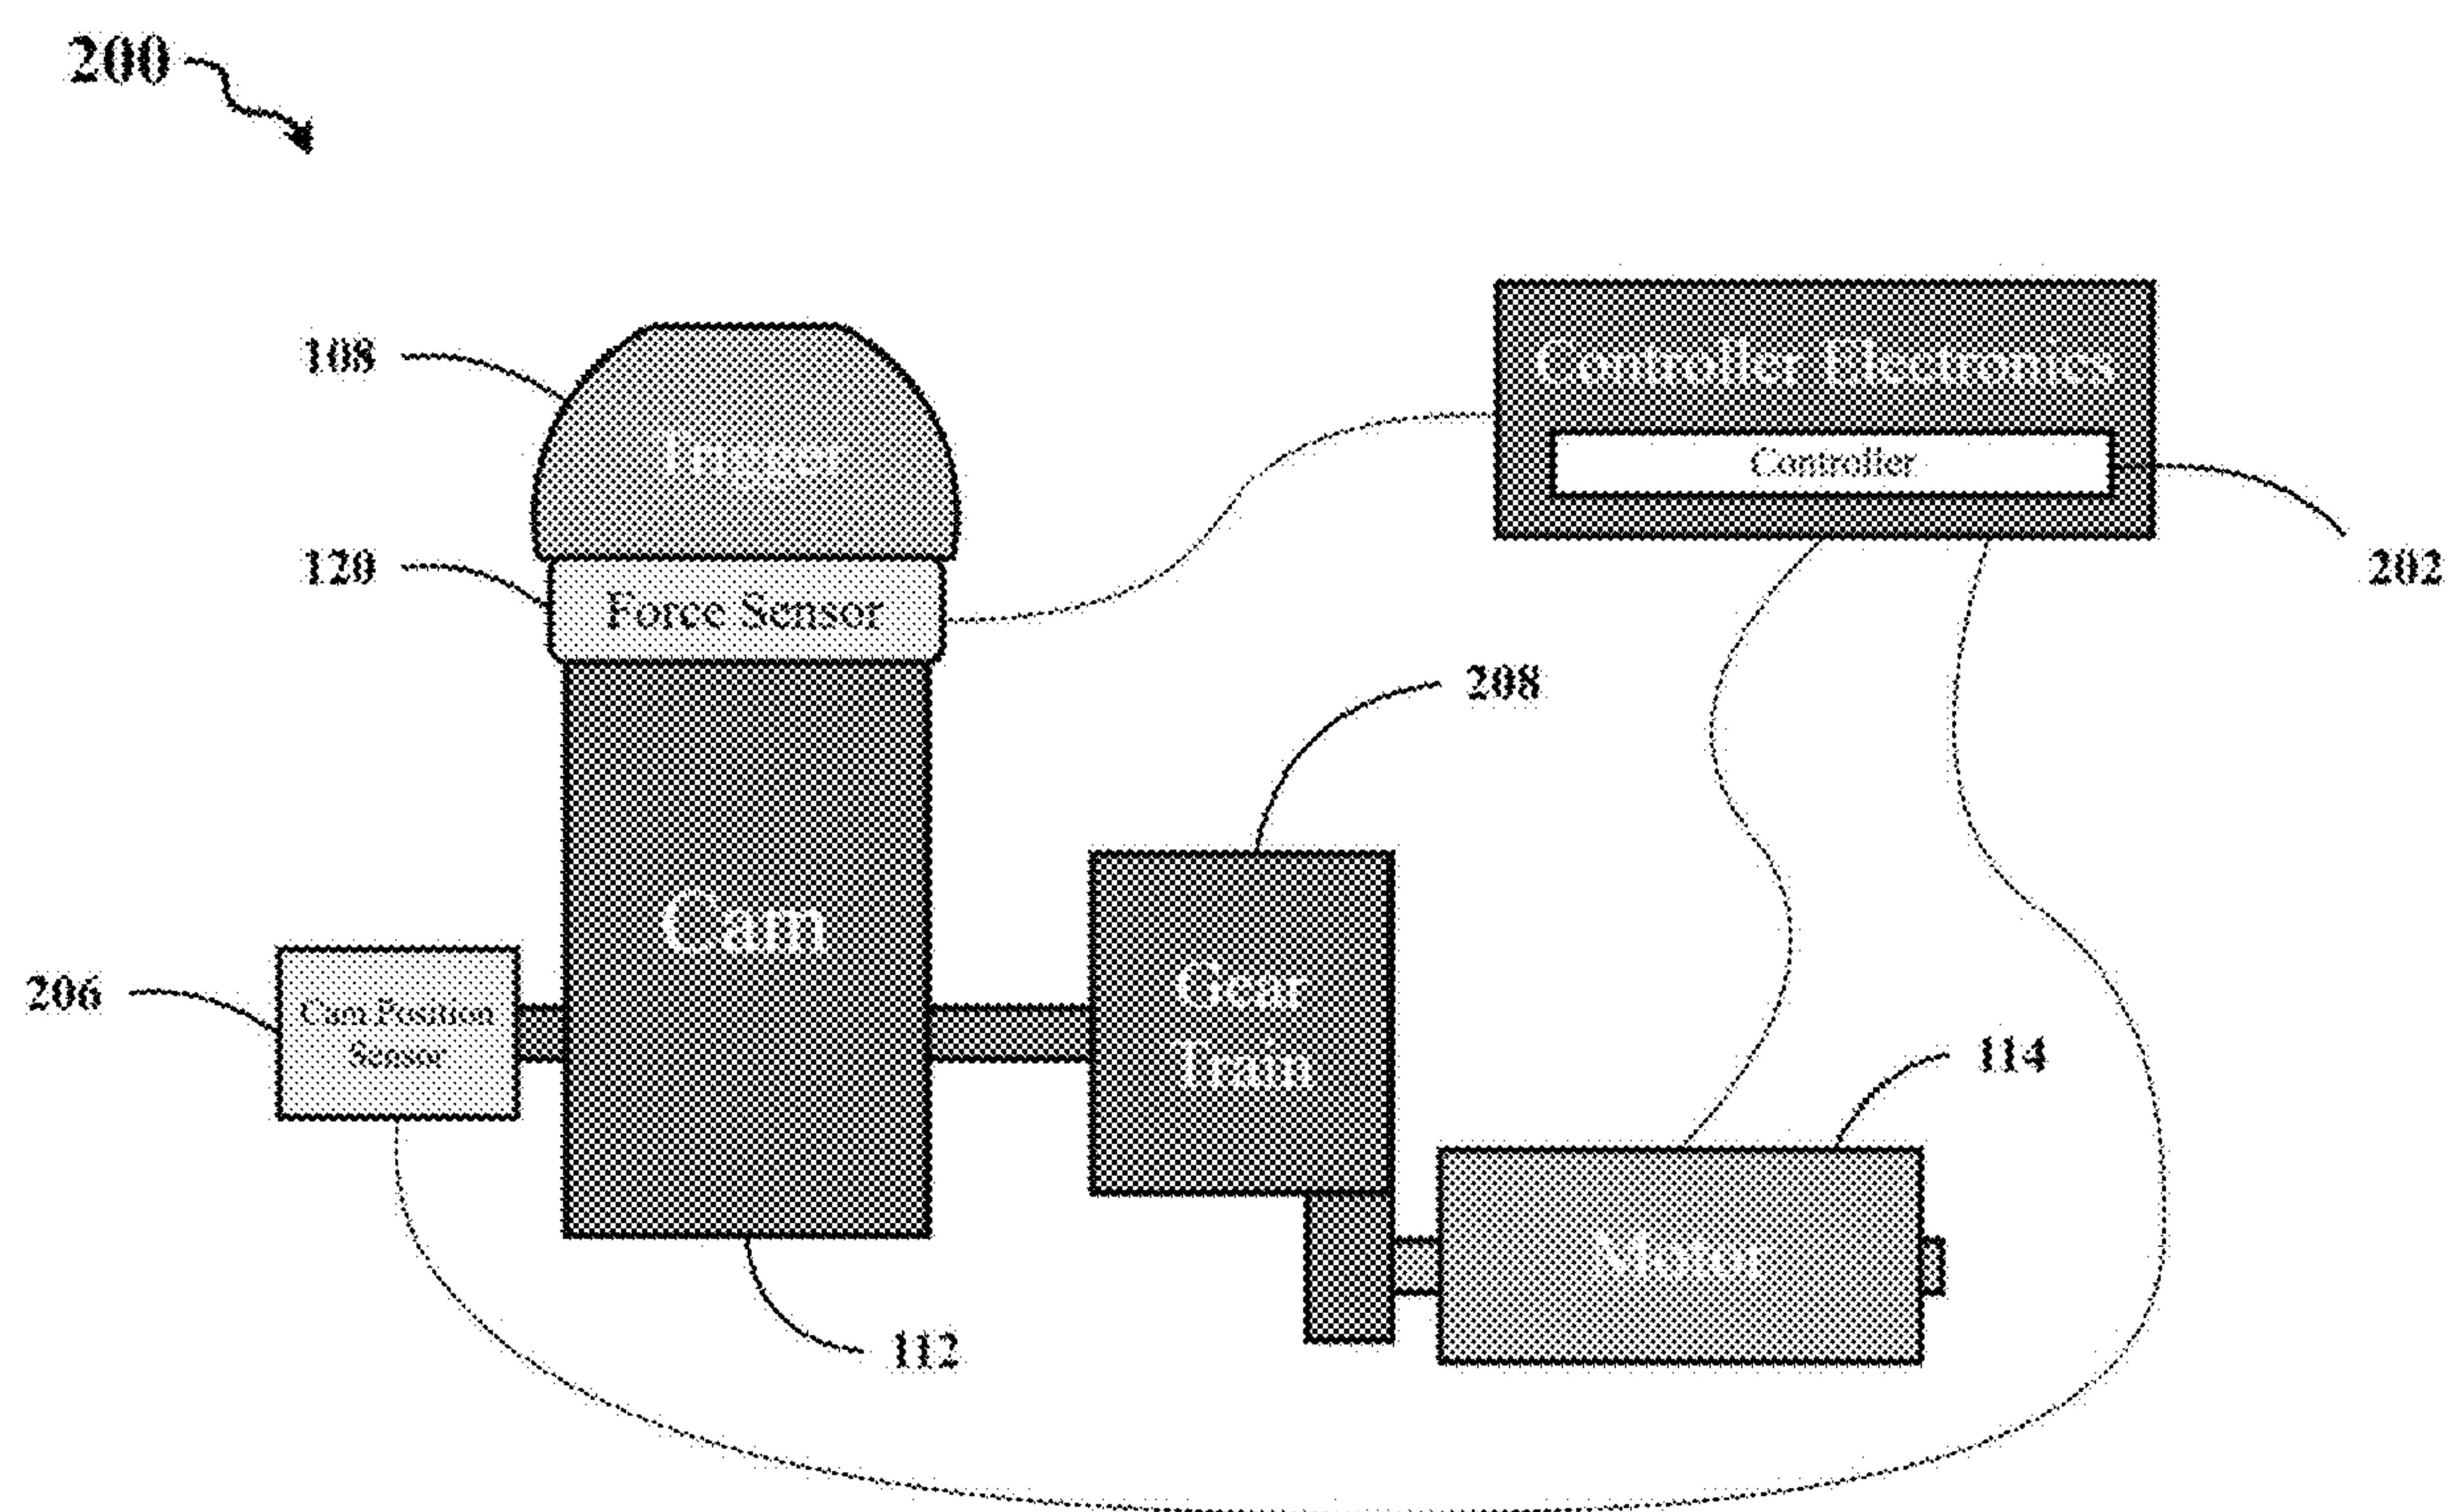 200
108
Trigger
Controller Electronics
Controller
120
Force Sensor
202
208
Cam
Gear
Train
206
Cam Position
Sensor
114
Motor
112